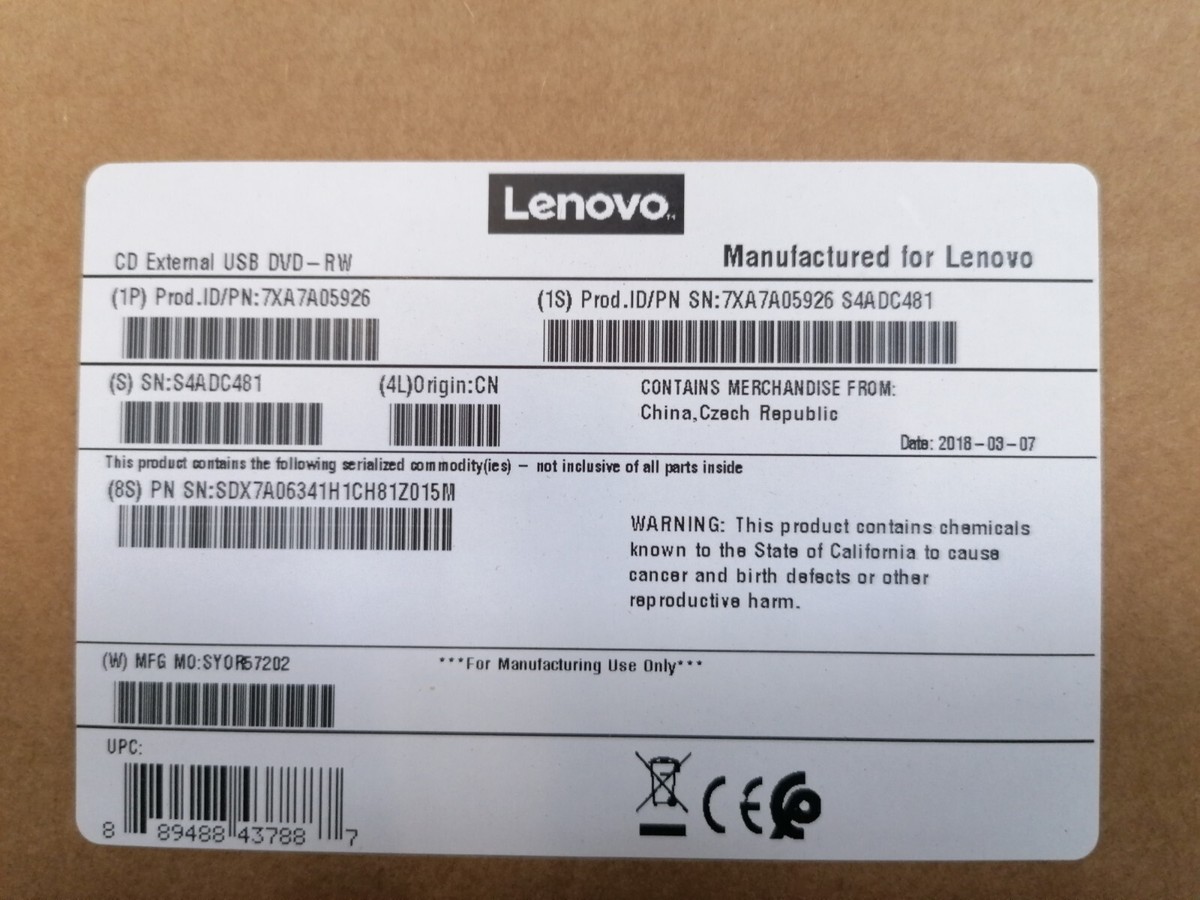 Lenovo
CD External USB DVD-RW
Manufactured for Lenovo
(1P) Prod.ID/PN:7XA7A05926
(1S) Prod.ID/PN SN:7XA7A05926 S4ADC481
(S) SN:S4ADC481
(4L)Origin:CN
CONTAINS MERCHANDISE FROM:
China,Czech Republic
Date: 2018-03-07
This product contains the following serialized commodity(ies) – not inclusive of all parts inside
(8S) PN SN:SDX7A06341H1CH81Z015M
WARNING: This product contains chemicals
known to the State of California to cause
cancer and birth defects or other
reproductive harm.
(W) MFG MO:SYOR57202
***For Manufacturing Use Only***
UPC:
8 89488 43788 7
CE